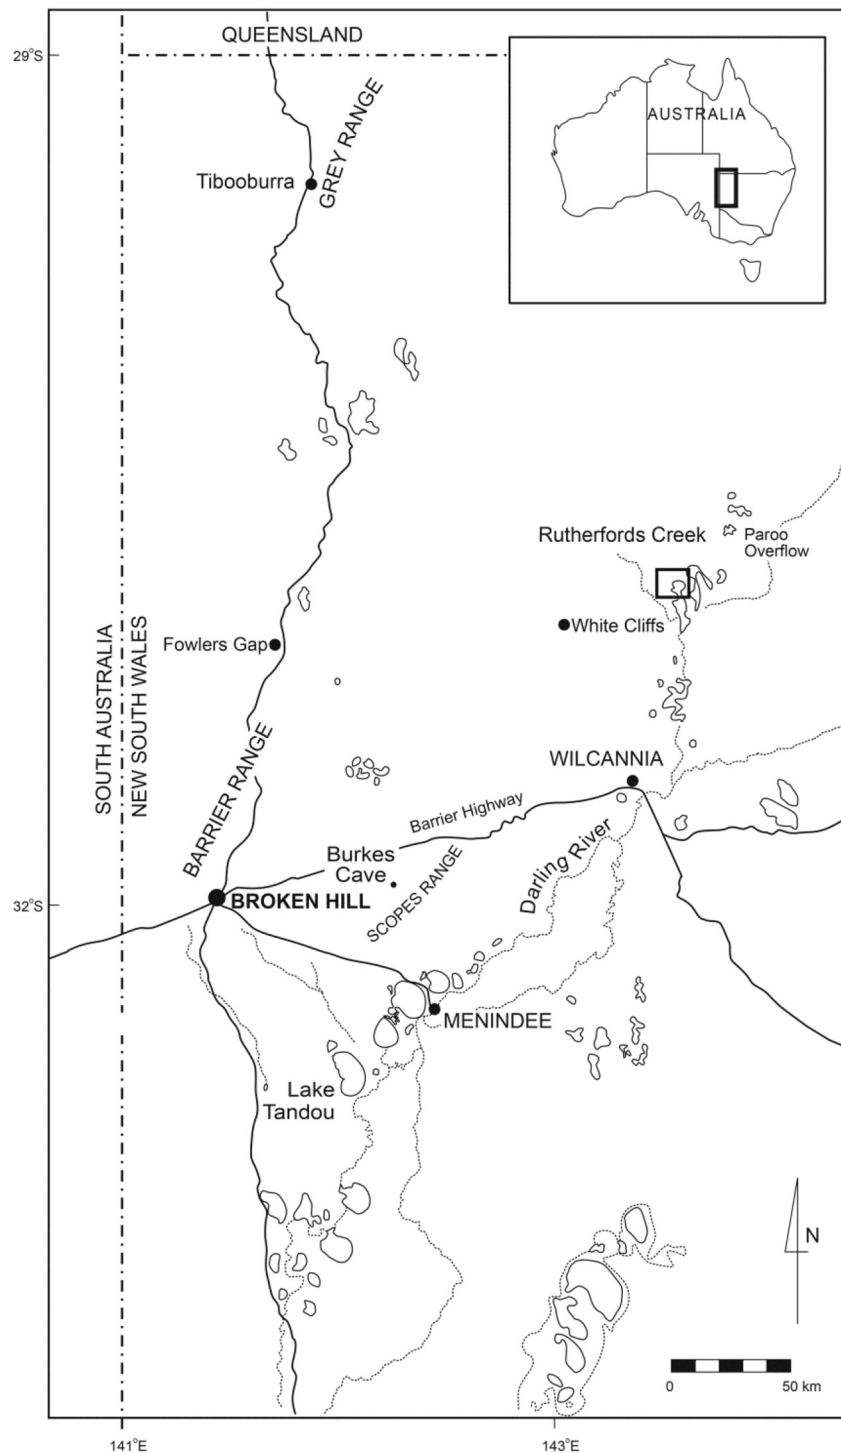 QUEENSLAND
29°S
AUSTRALIA
GREY RANGE
Tibooburra
Rutherfords Creek
Paroo
Overflow
White Cliffs
Fowlers Gap
SOUTH AUSTRALIA
NEW SOUTH WALES
BARRIER RANGE
WILCANNIA
Barrier Highway
Darling River
Burkes
Cave
SCOPES RANGE
32°S
BROKEN HILL
MENINDEE
Lake
Tandou
N
0 50 km
141°E 143°E